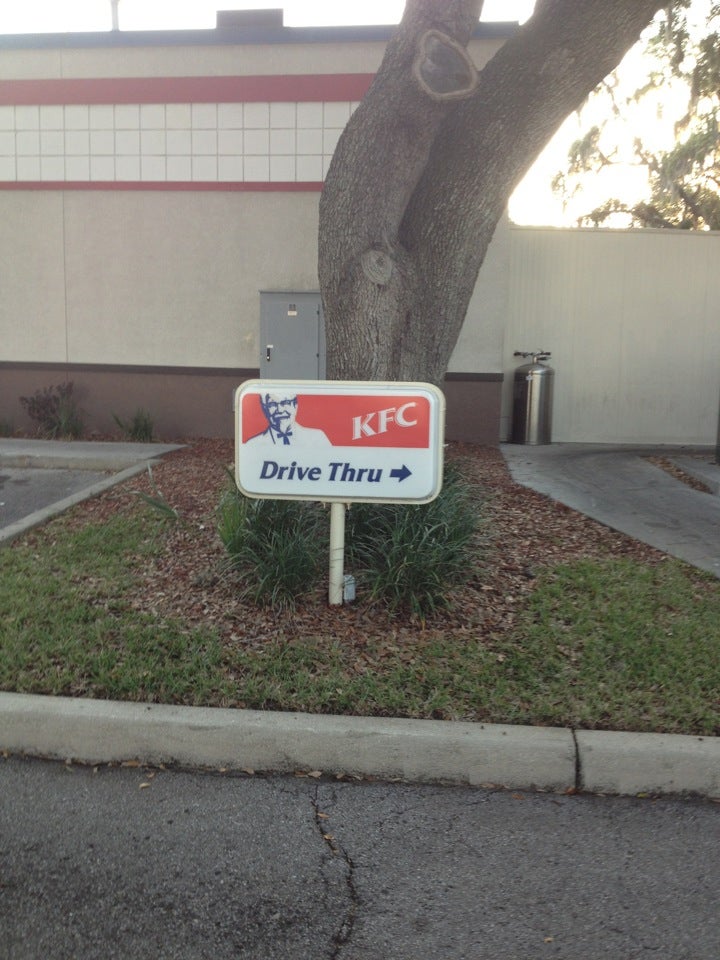 KFC
Drive Thru →